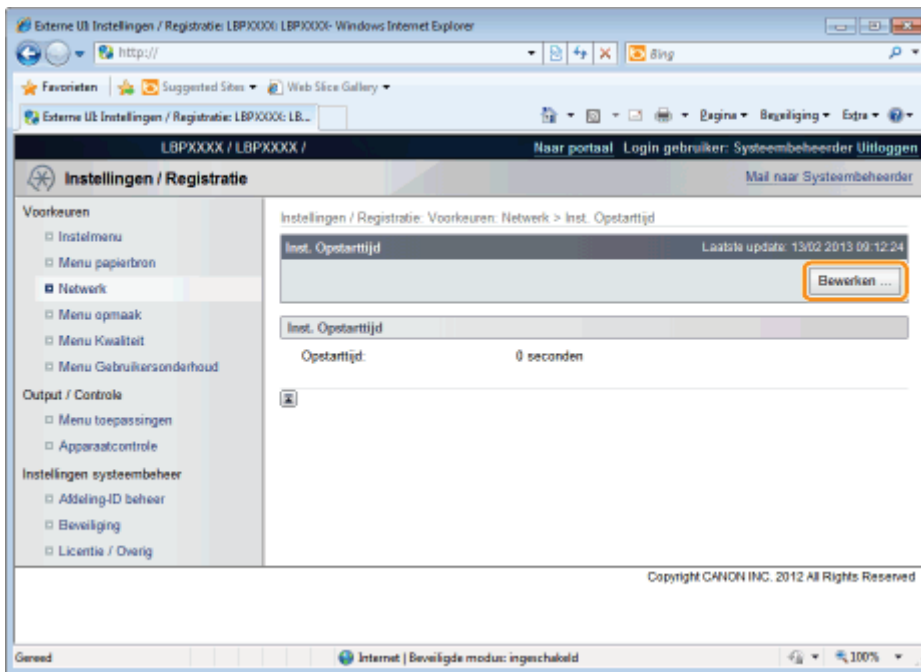 Externe UI: Instellingen / Registratie: LBPXXXX: LBPXXXX- Windows Internet Explorer
http://
Bing
Favorieten Suggested Sites Web Slice Gallery
Externe UI: Instellingen / Registratie: LBPXXXX: LB...
Pagina Beveiliging Extra
LBPXXXX / LBPXXXX /
Naar portaal Login gebruiker: Systeembeheerder Uitloggen
Instellingen / Registratie
Mail naar Systeembeheerder
Voorkeuren
Instelmenu
Menu papierbron
Netwerk
Menu opmaak
Menu Kwaliteit
Menu Gebruikersonderhoud
Output / Controle
Menu toepassingen
Apparaatcontrole
Instellingen systeembeheer
Afdeling-ID beheer
Beveiliging
Licentie / Overig
Instellingen / Registratie: Voorkeuren: Netwerk > Inst. Opstarttijd
Inst. Opstarttijd
Laatste update: 13/02 2013 09:12:24
Bewerken ...
Inst. Opstarttijd
Opstarttijd: 0 seconden
Copyright CANON INC. 2012 All Rights Reserved
Gereed
Internet | Beveiligde modus: ingeschakeld
100%